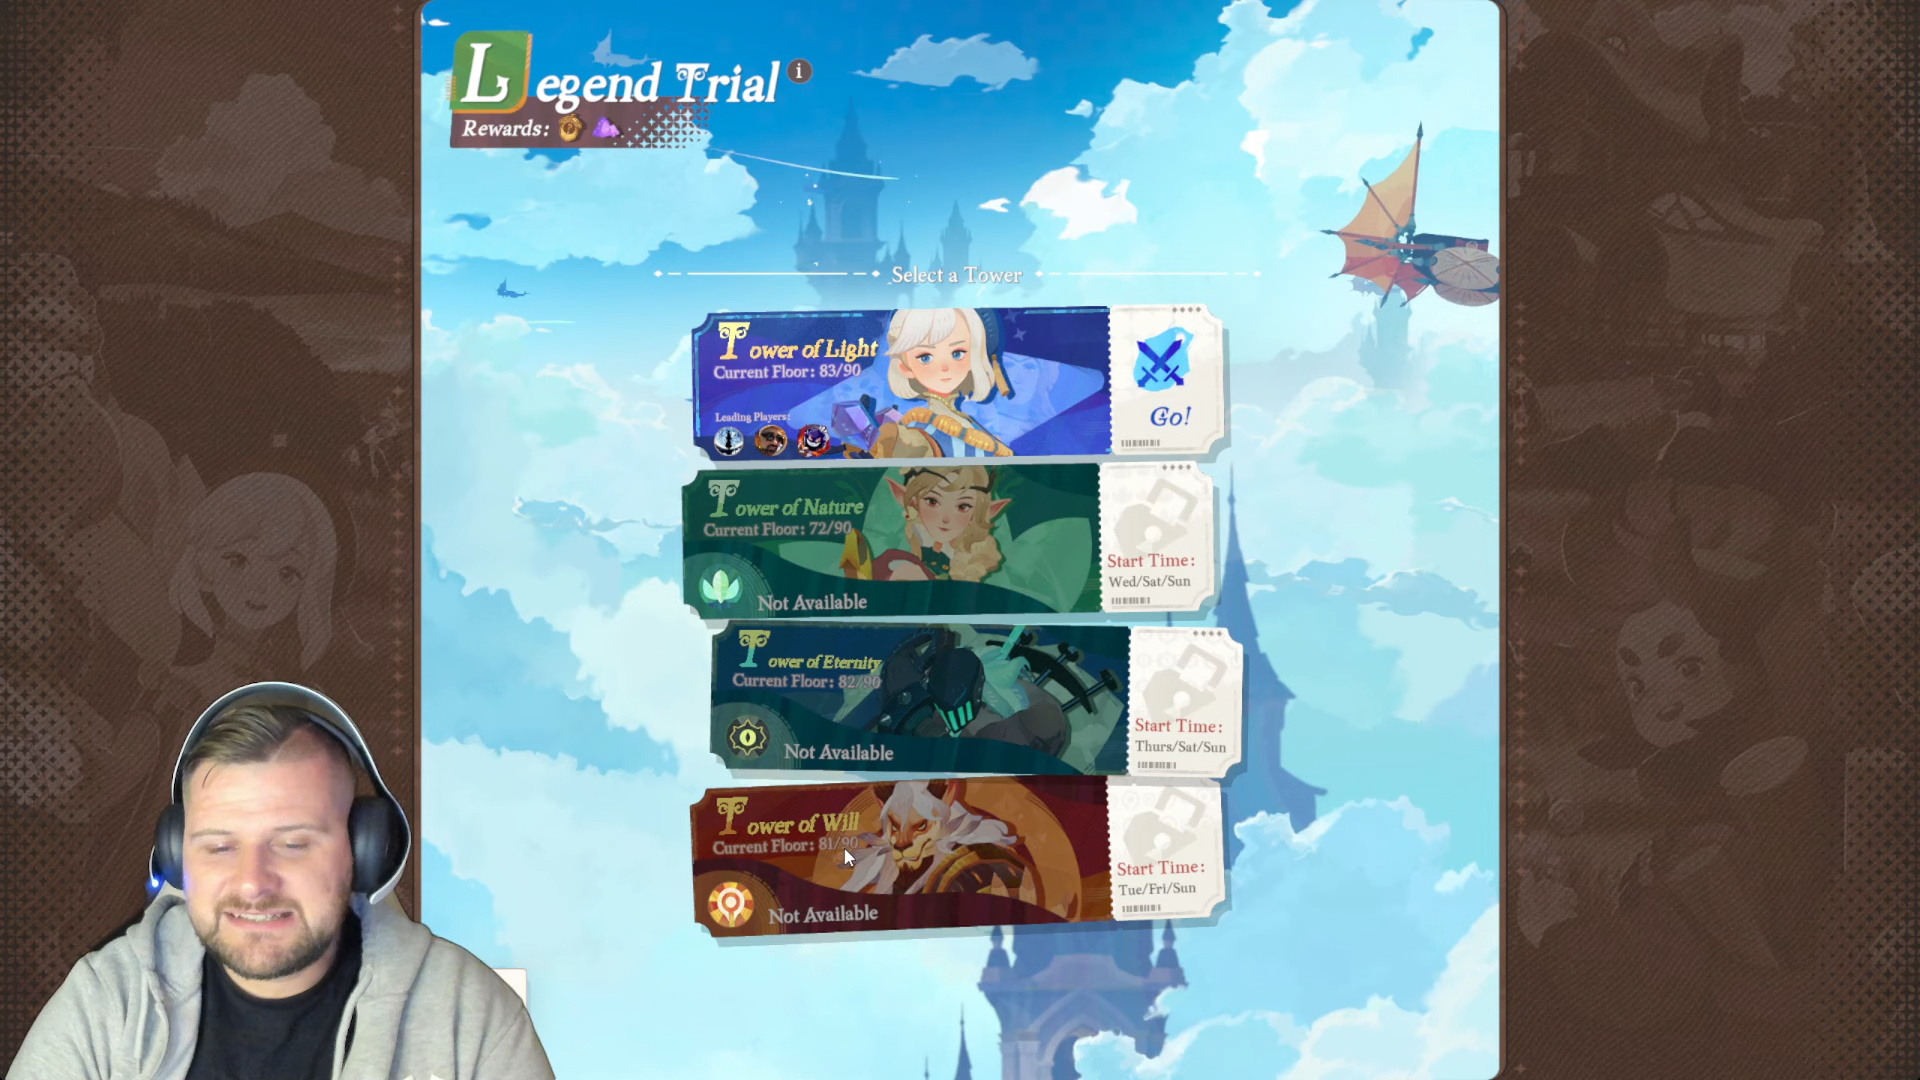 Legend Trial
i
Rewards:
Select a Tower
Tower of Light
Current Floor: 83/90
Leading Players:
Go!
Tower of Nature
Current Floor: 72/90
Not Available
Start Time:
Wed/Sat/Sun
Tower of Eternity
Current Floor: 82/90
Not Available
Start Time:
Thurs/Sat/Sun
Tower of Will
Current Floor: 81/90
Not Available
Start Time:
Tue/Fri/Sun